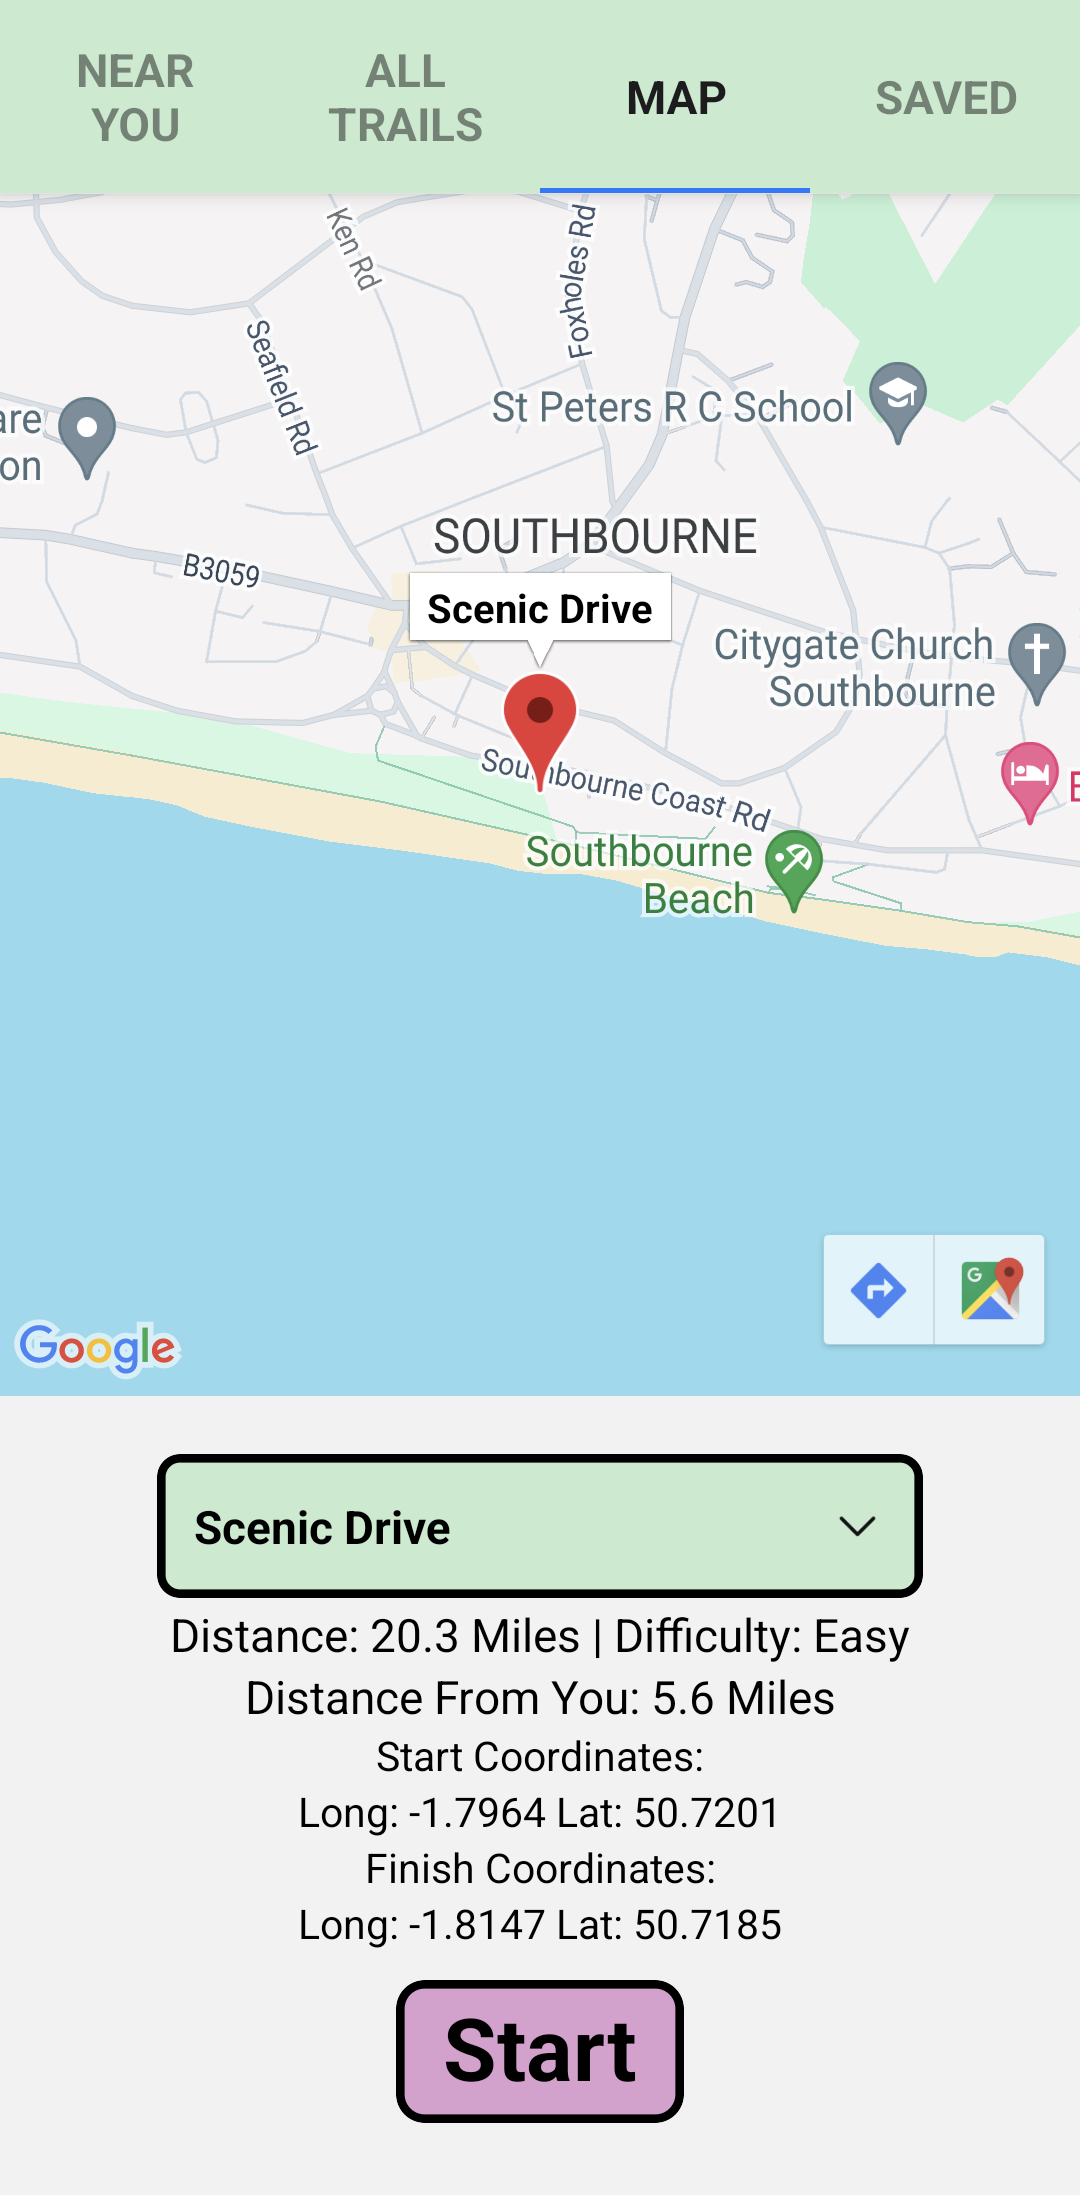 NEAR
YOU
ALL
TRAILS
MAP
SAVED
Ken Rd
Foxholes Rd
Seafield Rd
St Peters R C School
are
on
SOUTHBOURNE
B3059
Scenic Drive
Citygate Church
Southbourne
Southbourne Coast Rd
E
Southbourne
Beach
G
Google
Scenic Drive
Distance: 20.3 Miles | Difficulty: Easy
Distance From You: 5.6 Miles
Start Coordinates:
Long: -1.7964 Lat: 50.7201
Finish Coordinates:
Long: -1.8147 Lat: 50.7185
Start